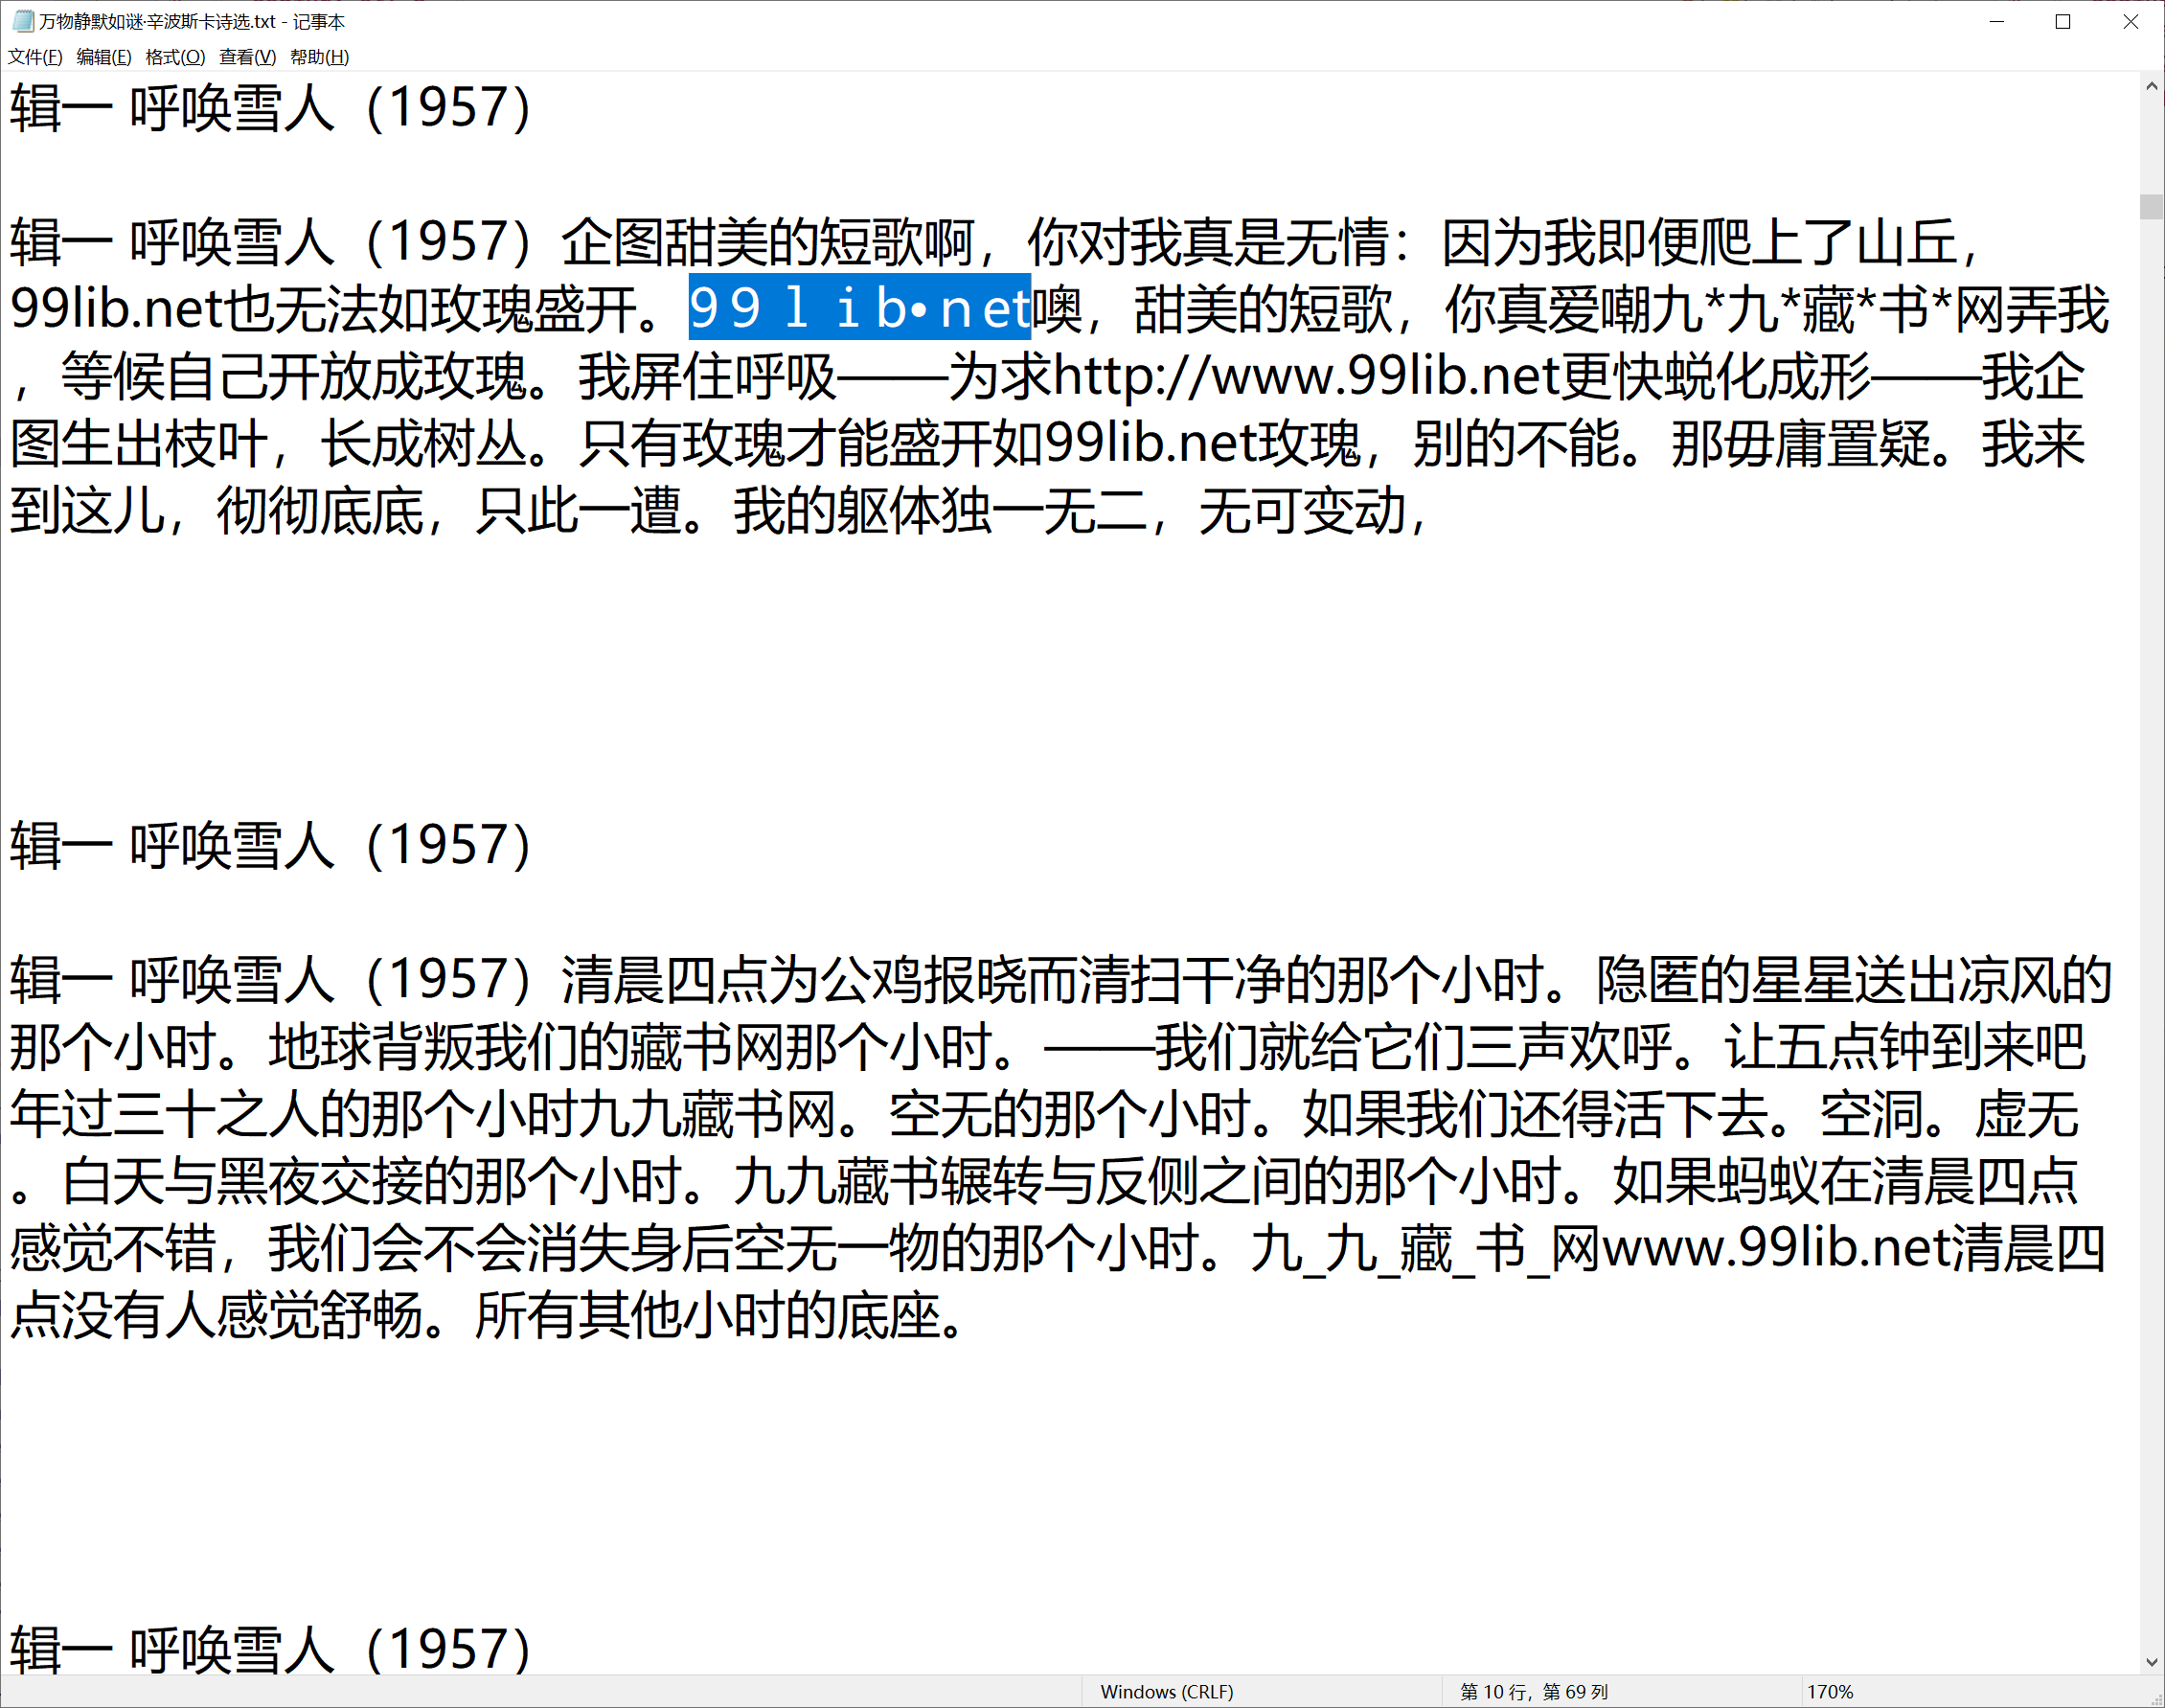 万物静默如谜·辛波斯卡诗选.txt - 记事本
文件(F) 编辑(E) 格式(O) 查看(V) 帮助(H)
辑一 呼唤雪人（1957）
辑一 呼唤雪人（1957）企图甜美的短歌啊，你对我真是无情：因为我即便爬上了山丘，
99lib.net也无法如玫瑰盛开。９９ｌｉｂ•ｎｅｔ噢，甜美的短歌，你真爱嘲九*九*藏*书*网弄我
，等候自己开放成玫瑰。我屏住呼吸——为求http://www.99lib.net更快蜕化成形——我企
图生出枝叶，长成树丛。只有玫瑰才能盛开如99lib.net玫瑰，别的不能。那毋庸置疑。我来
到这儿，彻彻底底，只此一遭。我的躯体独一无二，无可变动，
辑一 呼唤雪人（1957）
辑一 呼唤雪人（1957）清晨四点为公鸡报晓而清扫干净的那个小时。隐匿的星星送出凉风的
那个小时。地球背叛我们的藏书网那个小时。——我们就给它们三声欢呼。让五点钟到来吧
年过三十之人的那个小时九九藏书网。空无的那个小时。如果我们还得活下去。空洞。虚无
。白天与黑夜交接的那个小时。九九藏书辗转与反侧之间的那个小时。如果蚂蚁在清晨四点
感觉不错，我们会不会消失身后空无一物的那个小时。九_九_藏_书_网www.99lib.net清晨四
点没有人感觉舒畅。所有其他小时的底座。
辑一 呼唤雪人（1957）
Windows (CRLF) 第 10 行，第 69 列 170%